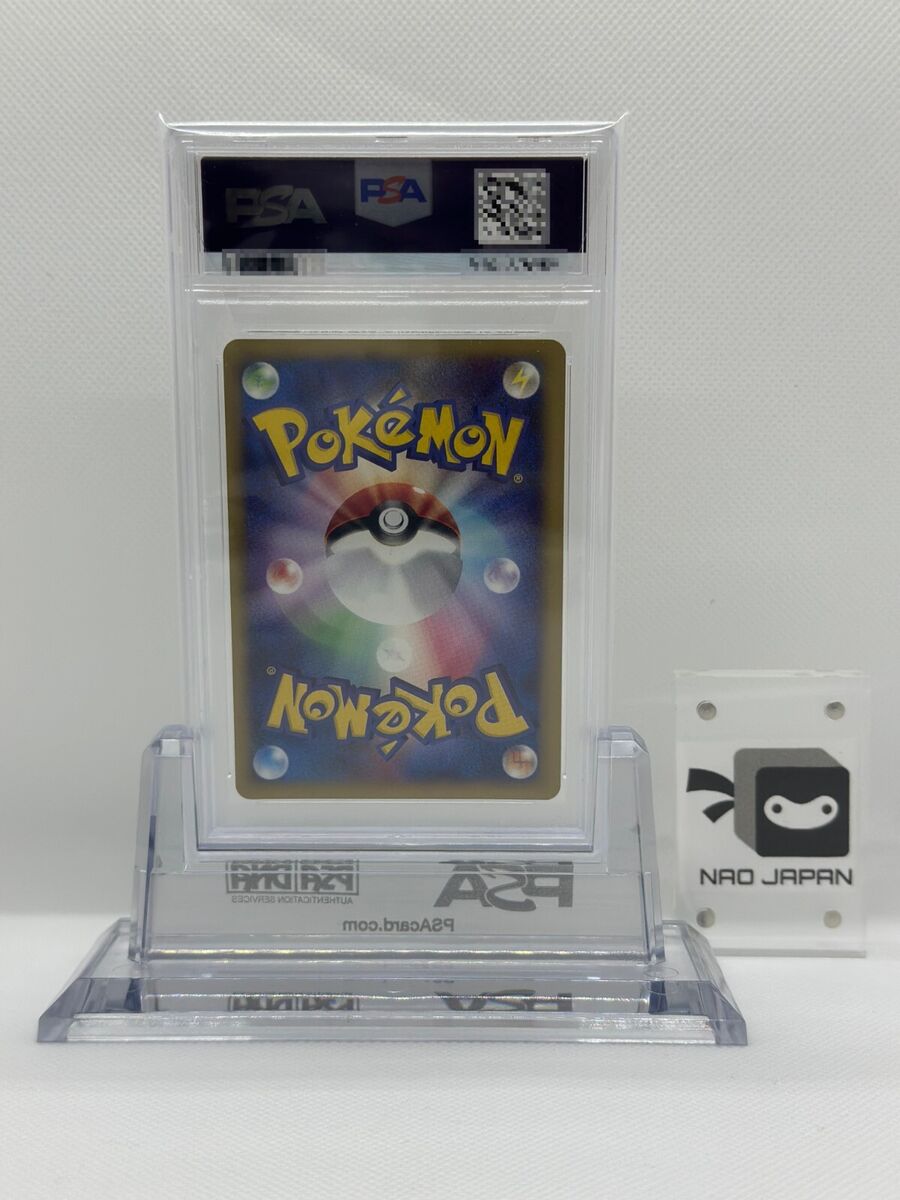 PSA
PSA
POKéMON
®
POKéMON
®
PSA DNA
PSA
AUTHENTICATION SERVICES
PSAcard.com
NAO JAPAN